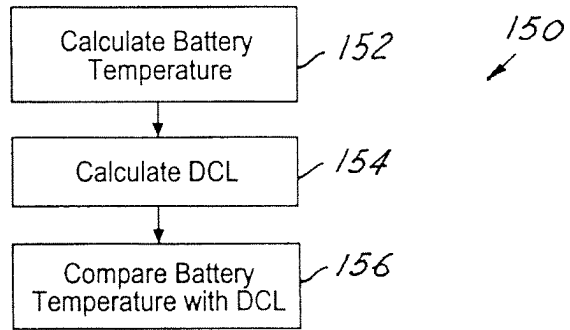 Calculate Battery
Temperature
152
150
Calculate DCL
154
Compare Battery
Temperature with DCL
156